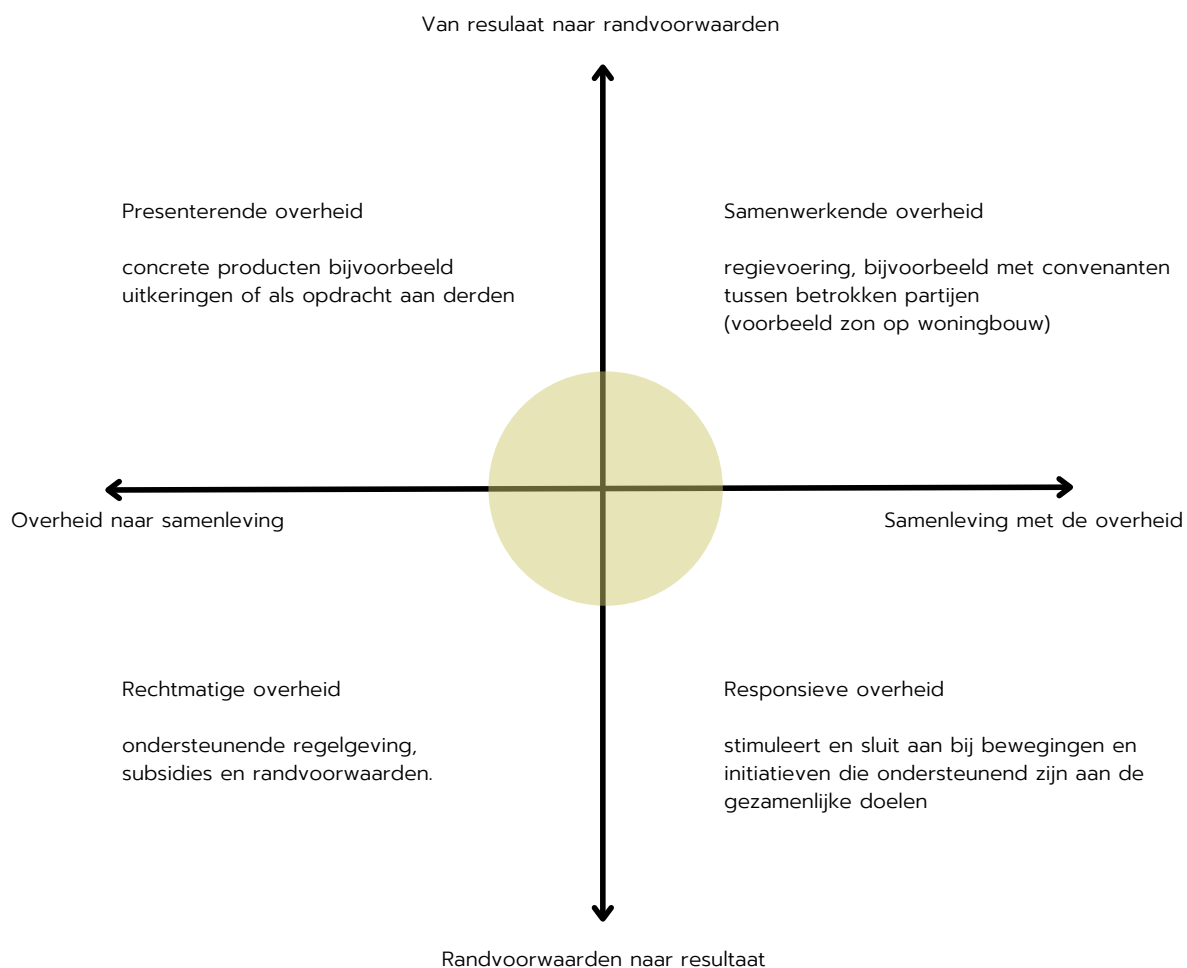 Van resulaat naar randvoorwaarden
Presenterende overheid
concrete producten bijvoorbeeld
uitkeringen of als opdracht aan derden
Samenwerkende overheid
regievoering, bijvoorbeeld met convenanten
tussen betrokken partijen
(voorbeeld zon op woningbouw)
Overheid naar samenleving
Samenleving met de overheid
Rechtmatige overheid
ondersteunende regelgeving,
subsidies en randvoorwaarden.
Responsieve overheid
stimuleert en sluit aan bij bewegingen en
initiatieven die ondersteunend zijn aan de
gezamenlijke doelen
Randvoorwaarden naar resultaat